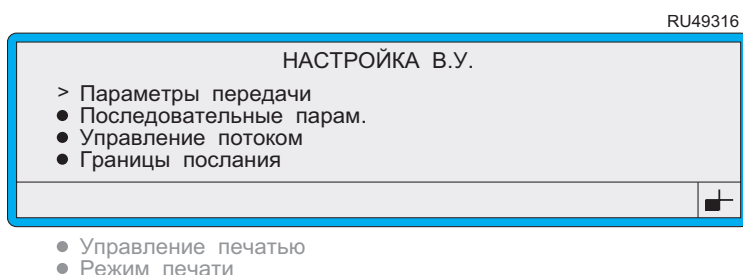 RU49316
НАСТРОЙКА В.У.
> Параметры передачи
● Последовательные парам.
● Управление потоком
● Границы послания
● Управление печатью
● Режим печати